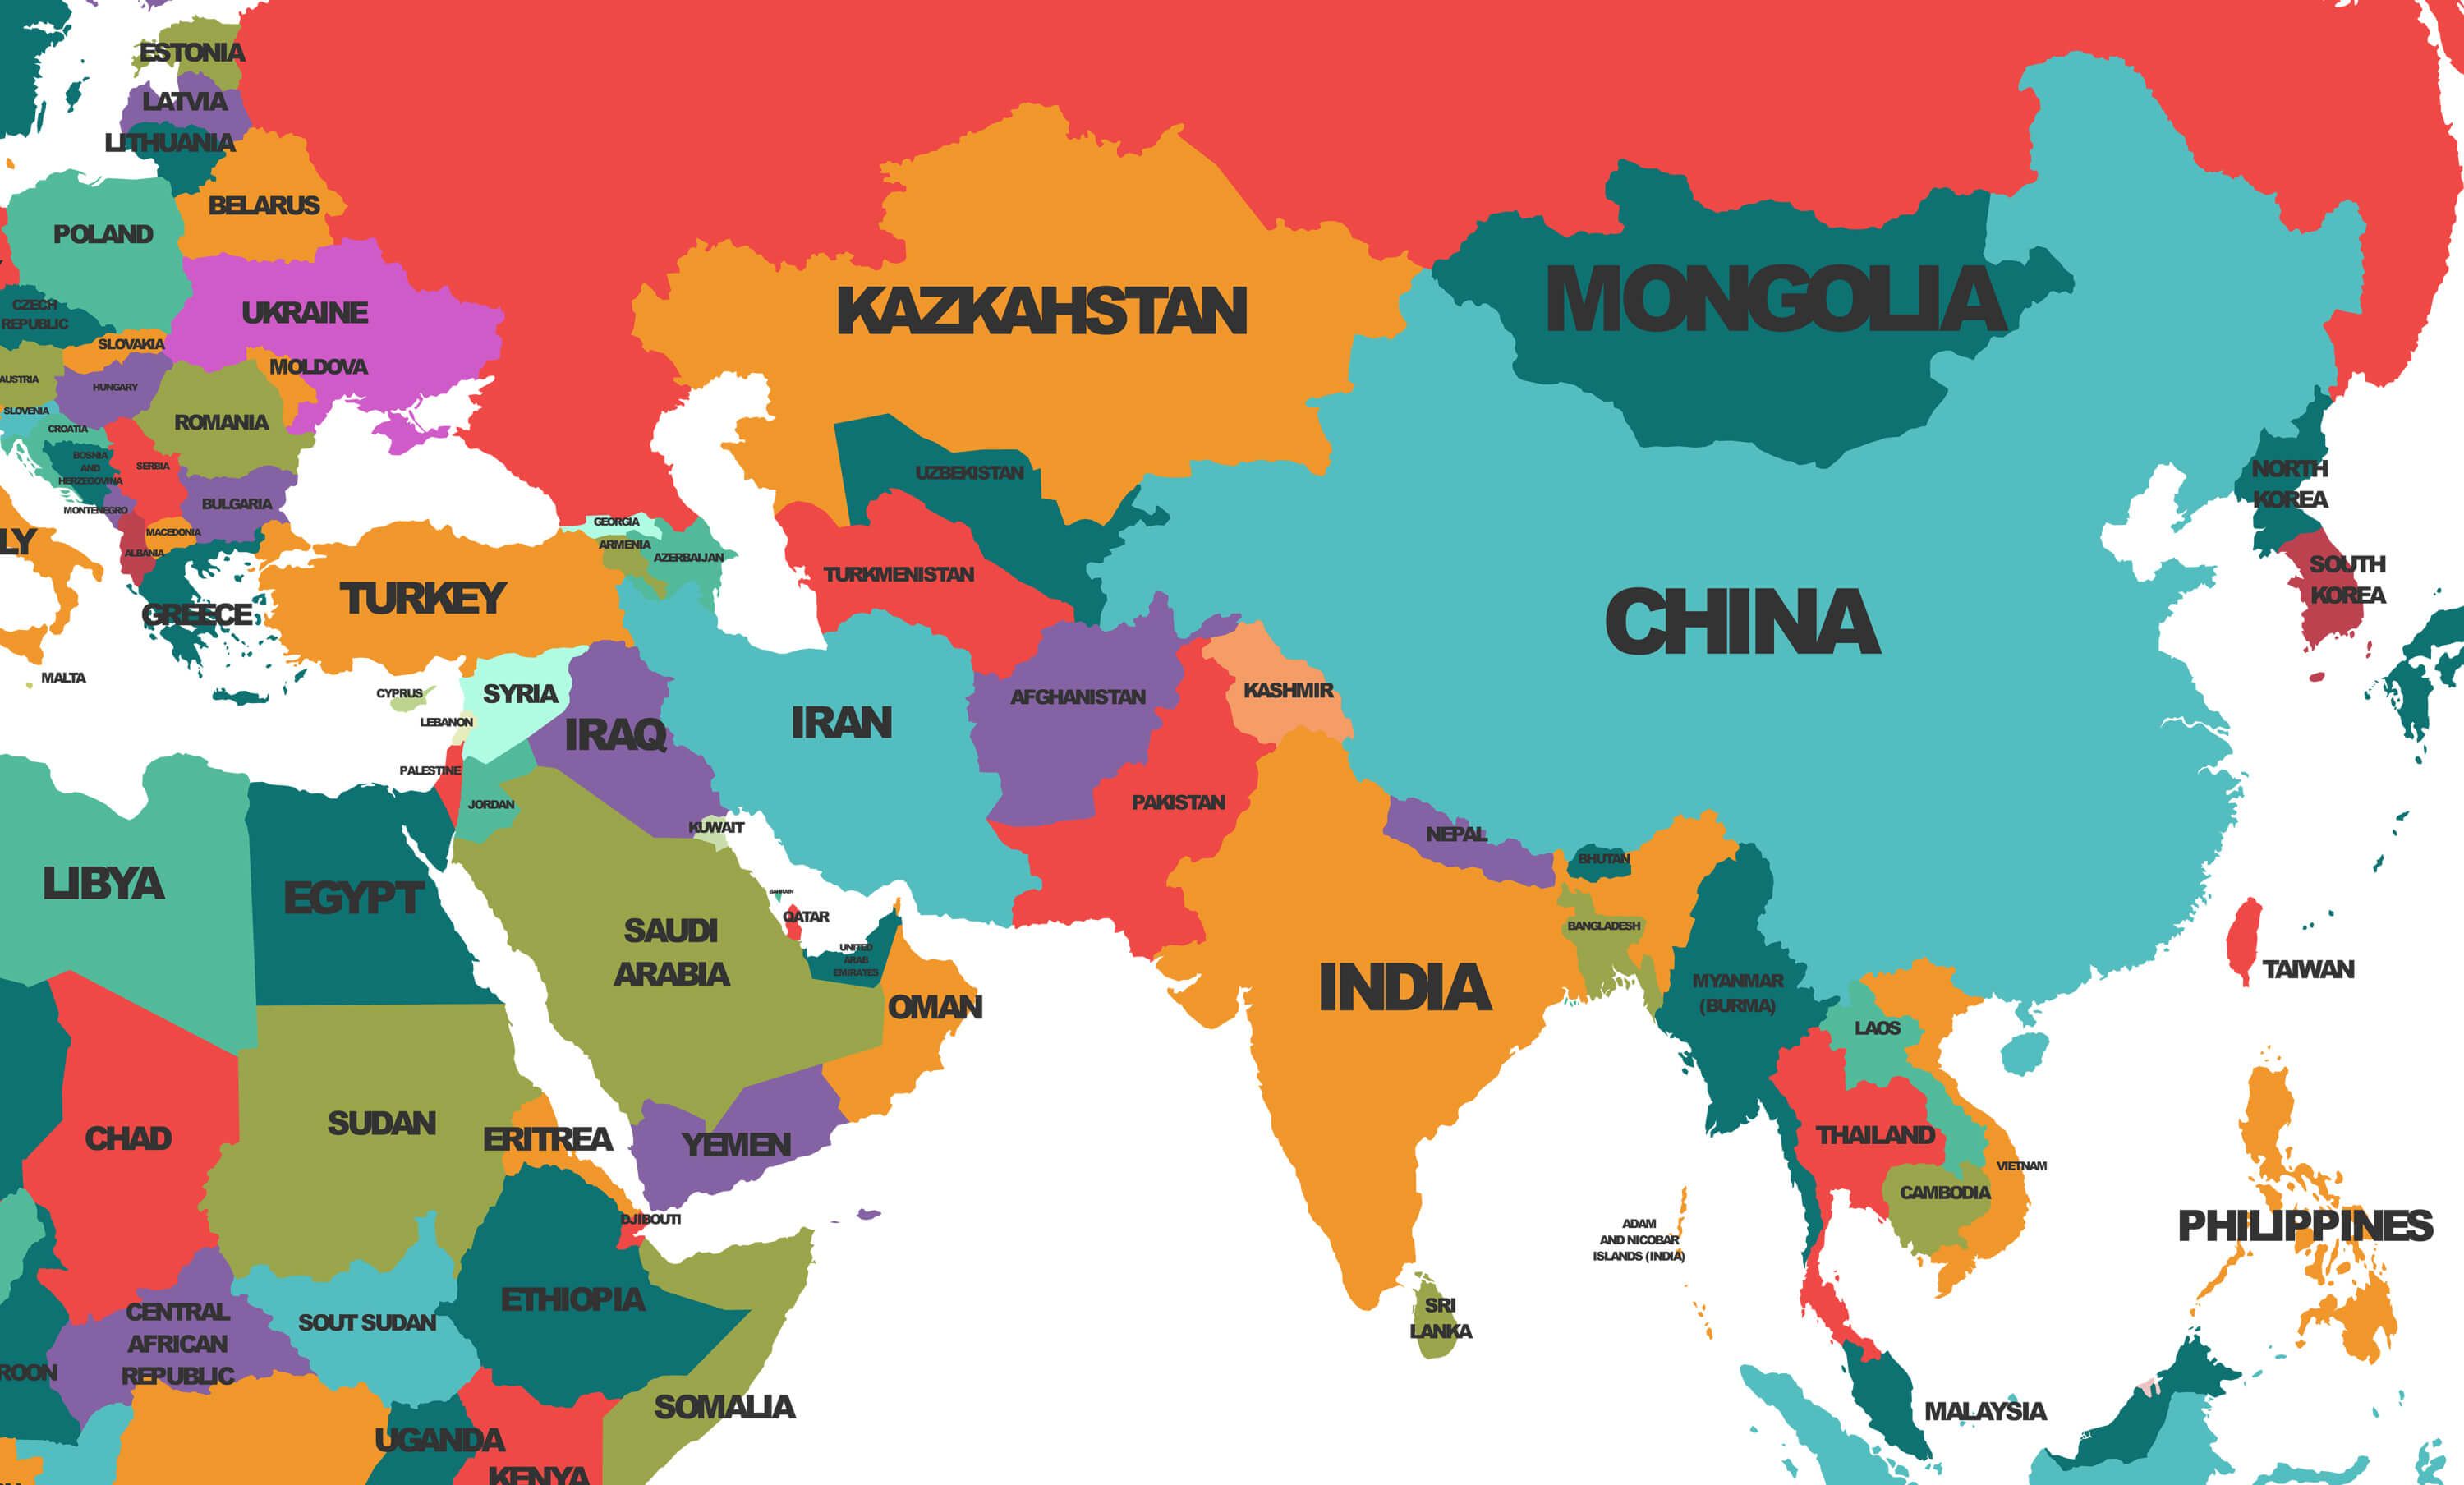 ESTONIA
LATVIA
LITHUANIA
BELARUS
POLAND
UKRAINE
CZECH
REPUBLIC
SLOVAKIA
MOLDOVA
AUSTRIA
HUNGARY
SLOVENIA
ROMANIA
CROATIA
BOSNIA
AND
HERZEGOVINA
SERBIA
MONTENEGRO
BULGARIA
MACEDONIA
ALBANIA
LY
GREECE
MALTA
TURKEY
GEORGIA
ARMENIA
AZERBAIJAN
CYPRUS
LEBANON
SYRIA
IRAQ
PALESTINE
JORDAN
KUWAIT
IRAN
KAZKAHSTAN
UZBEKISTAN
TURKMENISTAN
AFGHANISTAN
KASHMIR
PAKISTAN
MONGOLIA
CHINA
NORTH
KOREA
SOUTH
KOREA
NEPAL
BHUTAN
BANGLADESH
INDIA
MYANMAR
(BURMA)
LAOS
TAIWAN
THAILAND
VIETNAM
CAMBODIA
PHILIPPINES
ADAM
AND NICOBAR
ISLANDS (INDIA)
SRI
LANKA
MALAYSIA
LIBYA
EGYPT
SAUDI
ARABIA
BAHRAIN
QATAR
UNITED
ARAB
EMIRATES
OMAN
YEMEN
CHAD
SUDAN
ERITREA
DJIBOUTI
ETHIOPIA
CENTRAL
AFRICAN
REPUBLIC
SOUT SUDAN
ROON
SOMALIA
UGANDA
KENYA